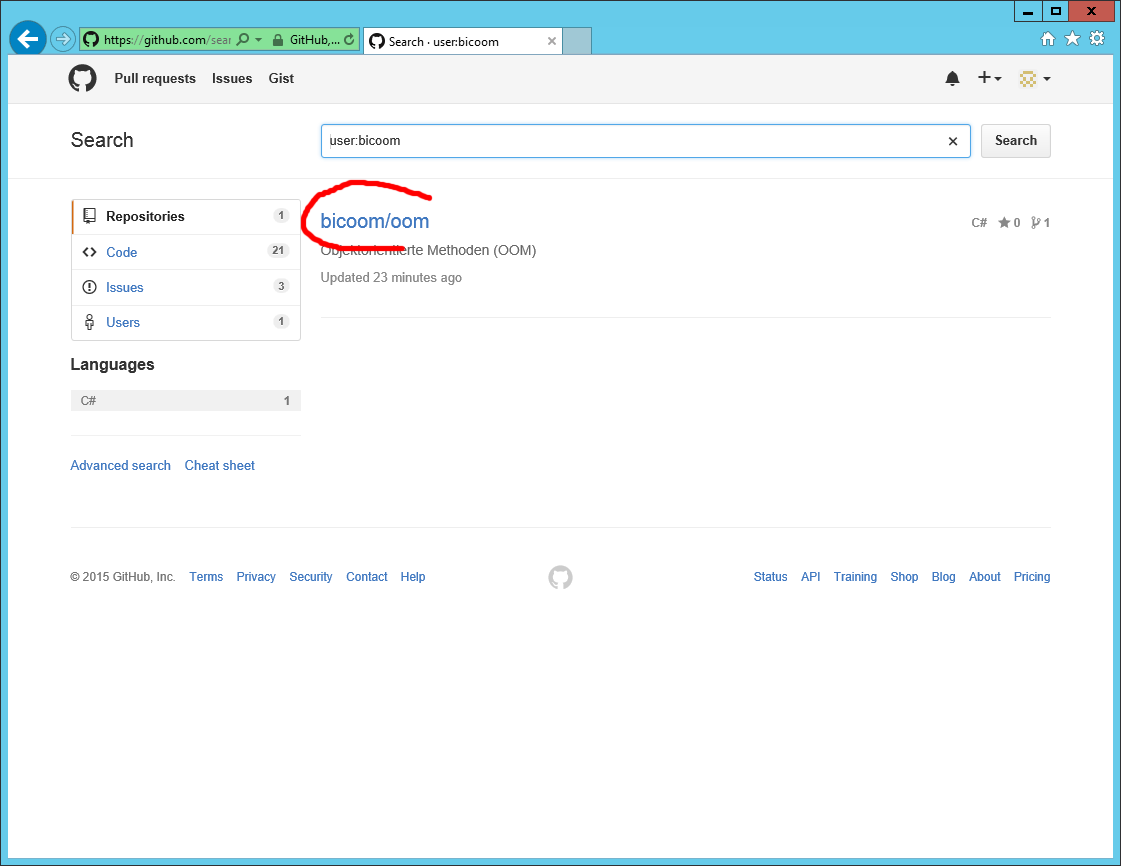 https://github.com/sear
GitHub,...
Search · user:bicoom
Pull requests Issues Gist
Search
user:bicoom
Search
Repositories 1
Code 21
Issues 3
Users 1
bicoom/oom
C# 0 1
Objektorientierte Methoden (OOM)
Updated 23 minutes ago
Languages
C# 1
Advanced search Cheat sheet
© 2015 GitHub, Inc. Terms Privacy Security Contact Help
Status API Training Shop Blog About Pricing